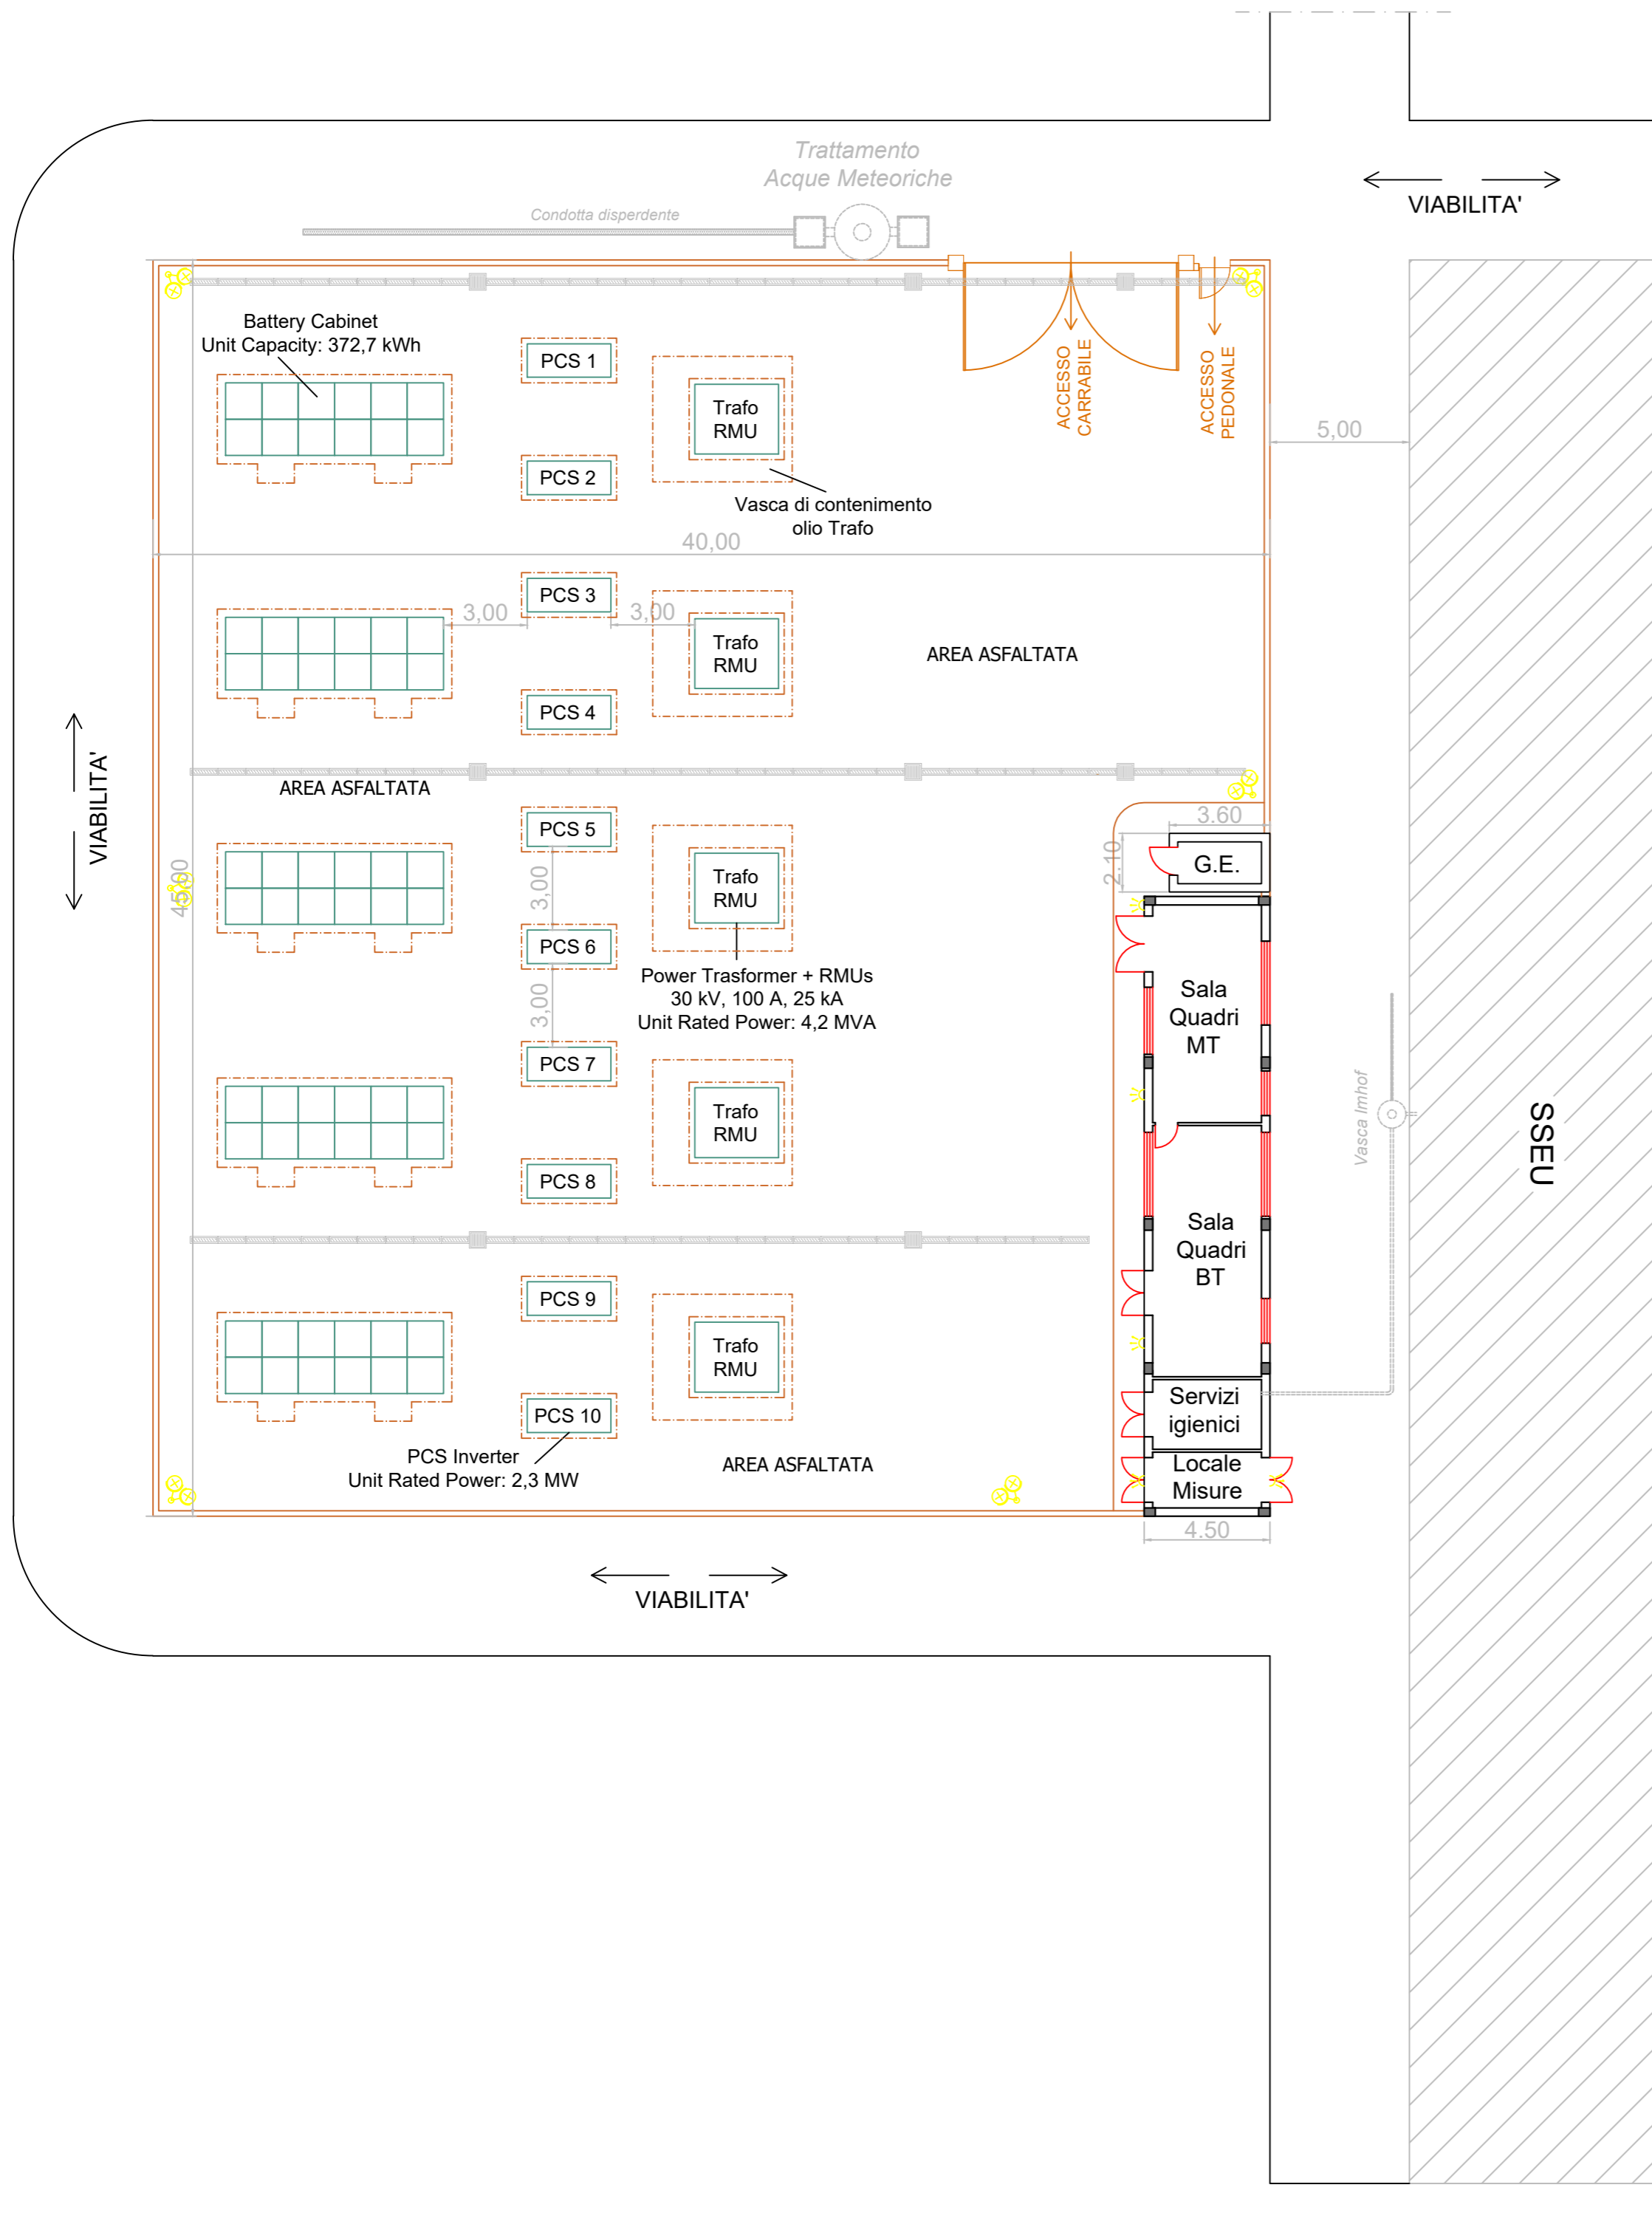 Trattamento
Acque Meteoriche
Condotta disperdente
VIABILITA'
Battery Cabinet
Unit Capacity: 372,7 kWh
PCS 1
Trafo
RMU
ACCESSO
CARRABILE
ACCESSO
PEDONALE
5,00
PCS 2
Vasca di contenimento
olio Trafo
40,00
PCS 3
3,00
3,00
Trafo
RMU
AREA ASFALTATA
PCS 4
VIABILITA'
AREA ASFALTATA
PCS 5
3.60
2.10
G.E.
45,00
3,00
Trafo
RMU
PCS 6
Power Trasformer + RMUs
30 kV, 100 A, 25 kA
Unit Rated Power: 4,2 MVA
3,00
Sala
Quadri
MT
PCS 7
Trafo
RMU
Vasca Imhof
SSEU
PCS 8
Sala
Quadri
BT
PCS 9
Trafo
RMU
PCS 10
Servizi
igienici
PCS Inverter
Unit Rated Power: 2,3 MW
AREA ASFALTATA
Locale
Misure
4.50
VIABILITA'